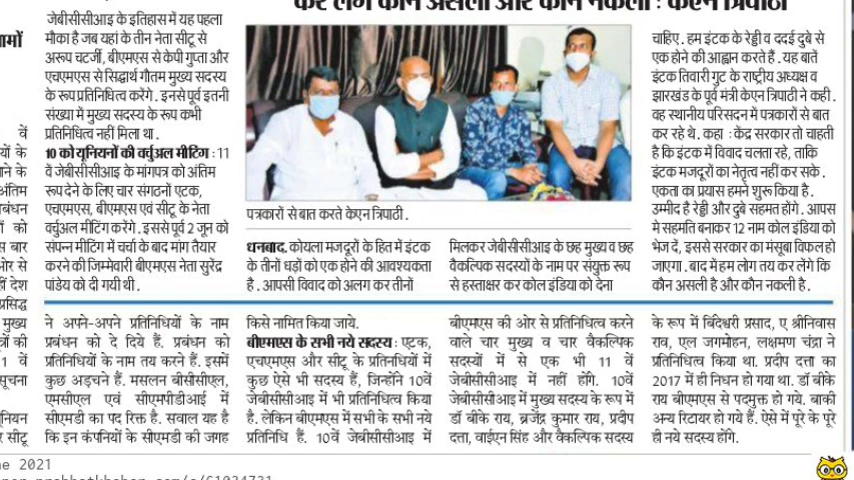 कर लेंगे कौन असली और कौन नकली : केएन त्रिपाठी
जेबीसीसीआइ के इतिहास में यह पहला
मौका है जब यहां के तीन नेता सीटू से
अरूप चटर्जी, बीएमएस से केपी गुप्ता और
एचएमएस से सिद्धार्थ गौतम मुख्य सदस्य
के रूप प्रतिनिधित्व करेंगे. इनसे पूर्व इतनी
संख्या में मुख्य सदस्य के रूप कभी
प्रतिनिधित्व नहीं मिला था.
10 को यूनियनों की वर्चुअल मीटिंग : 11
वें जेबीसीसीआइ के मांगपत्र को अंतिम
रूप देने के लिए चार संगठनों एटक,
एचएमएस, बीएमएस एवं सीटू के नेता
वर्चुअल मीटिंग करेंगे. इससे पूर्व 2 जून को
संपन्न मीटिंग में चर्चा के बाद मांग तैयार
करने की जिम्मेवारी बीएमएस नेता सुरेंद्र
पांडेय को दी गयी थी.
पत्रकारों से बात करते केएन त्रिपाठी.
धनबाद. कोयला मजदूरों के हित में इंटक
के तीनों धड़ों को एक होने की आवश्यकता
है. आपसी विवाद को अलग कर तीनों
मिलकर जेबीसीसीआइ के छह मुख्य व छह
वैकल्पिक सदस्यों के नाम पर संयुक्त रूप
से हस्ताक्षर कर कोल इंडिया को देना
चाहिए. हम इंटक के रेड्डी व ददई दुबे से
एक होने की आह्वान करते हैं. यह बातें
इंटक तिवारी गुट के राष्ट्रीय अध्यक्ष व
झारखंड के पूर्व मंत्री केएन त्रिपाठी ने कही.
वह स्थानीय परिसदन में पत्रकारों से बात
कर रहे थे. कहा : केंद्र सरकार तो चाहती
है कि इंटक में विवाद चलता रहे, ताकि
इंटक मजदूरों का नेतृत्व नहीं कर सके.
एकता का प्रयास हमने शुरू किया है.
उम्मीद है रेड्डी और दुबे सहमत होंगे. आपस
में सहमति बनाकर 12 नाम कोल इंडिया को
भेज दें, इससे सरकार का मंसूबा विफल हो
जाएगा. बाद में हम लोग तय कर लेंगे कि
कौन असली है और कौन नकली है.
ने अपने-अपने प्रतिनिधियों के नाम
प्रबंधन को दे दिये हैं. प्रबंधन को
प्रतिनिधियों के नाम तय करने हैं. इसमें
कुछ अड़चने हैं. मसलन बीसीसीएल,
एमसीएल एवं सीएमपीडीआई में
सीएमडी का पद रिक्त है. सवाल यह है
कि इन कंपनियों के सीएमडी की जगह
किसे नामित किया जाये.
बीएमएस के सभी नये सदस्य : एटक,
एचएमएस और सीटू के प्रतिनधियों में
कुछ ऐसे भी सदस्य हैं, जिन्होंने 10वें
जेबीसीसीआइ में भी प्रतिनिधित्व किया
है. लेकिन बीएमएस में सभी के सभी नये
प्रतिनिधि हैं. 10वें जेबीसीसीआइ में
बीएमएस की ओर से प्रतिनिधित्व करने
वाले चार मुख्य व चार वैकल्पिक
सदस्यों में से एक भी 11 वें
जेबीसीसीआइ में नहीं होंगे. 10वें
जेबीसीसीआइ में मुख्य सदस्य के रूप में
डॉ बीके राय, ब्रजेंद्र कुमार राय, प्रदीप
दत्ता, वाईएन सिंह और वैकल्पिक सदस्य
के रूप में बिंदेश्वरी प्रसाद, ए श्रीनिवास
राव, एल जगमोहन, लक्ष्मण चंद्रा ने
प्रतिनिधित्व किया था. प्रदीप दत्ता का
2017 में ही निधन हो गया था. डॉ बीके
राय बीएमएस से पदमुक्त हो गये. बाकी
अन्य रिटायर हो गये हैं. ऐसे में पूरे के पूरे
ही नये सदस्य होंगे.
2021